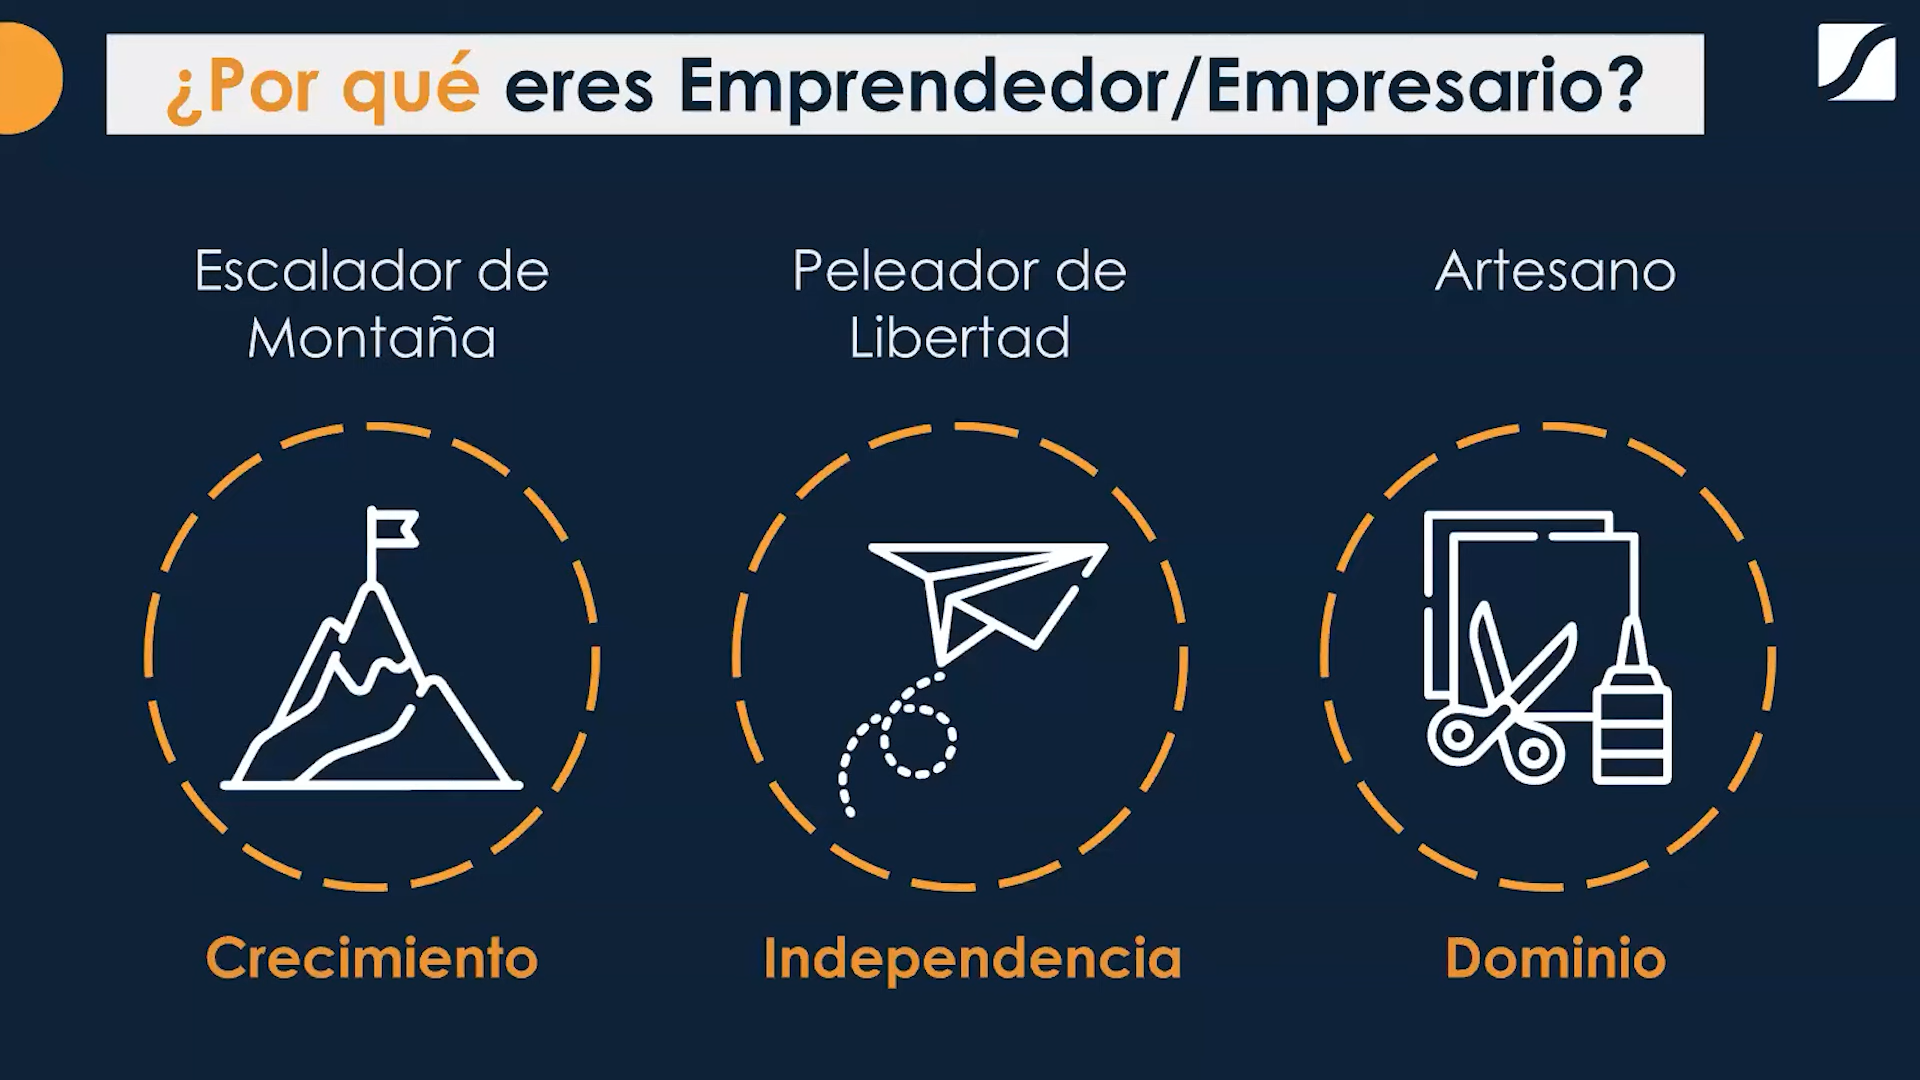 ¿Por qué eres Emprendedor/Empresario?
Escalador de
Montaña
Peleador de
Libertad
Artesano
Crecimiento
Independencia
Dominio